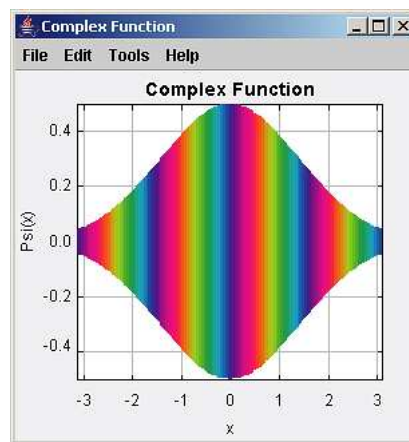 Complex Function
File Edit Tools Help
Complex Function
0.4
0.2
0.0
-0.2
-0.4
Psi(x)
-3 -2 -1 0 1 2 3
x